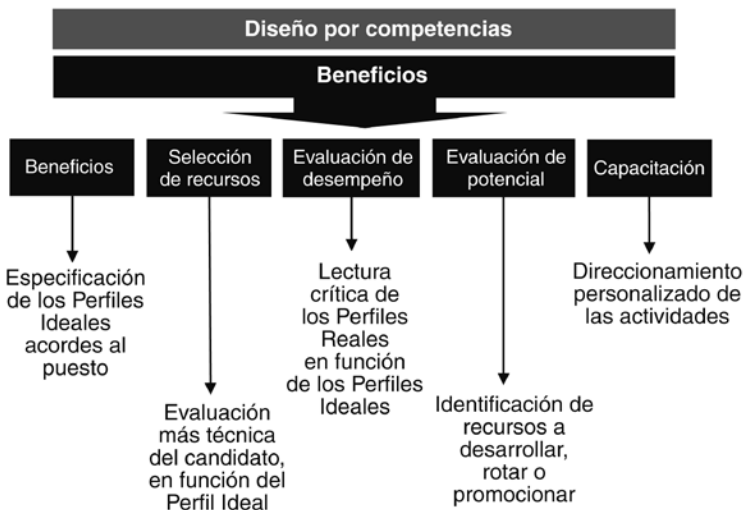 Diseño por competencias
Beneficios
Beneficios
Selección
de recursos
Evaluación de
desempeño
Evaluación de
potencial
Capacitación
Especificación
de los Perfiles
Ideales
acordes al
puesto
Evaluación
más técnica
del candidato,
en función del
Perfil Ideal
Lectura
crítica de
los Perfiles
Reales
en función
de los Perfiles
Ideales
Identificación de
recursos a
desarrollar,
rotar o
promocionar
Direccionamiento
personalizado de
las actividades